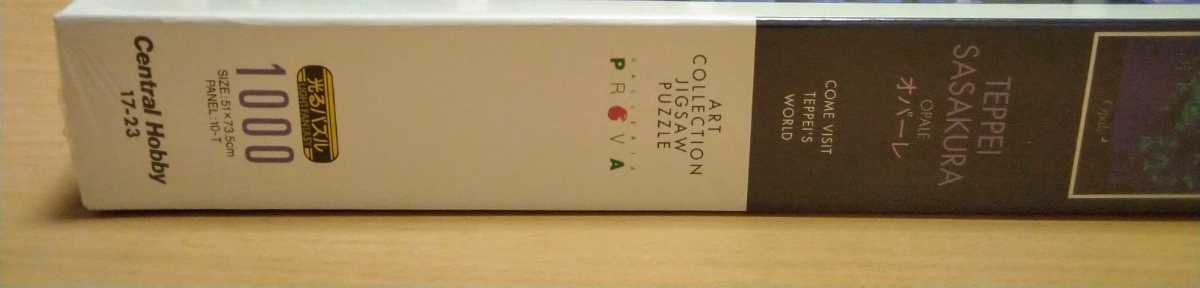 TEPPEI
SASAKURA
OPALE
オパーレ
COME VISIT
TEPPEI'S
WORLD
ART
COLLECTION
JIGSAW
PUZZLE
PROVA
光るパズル
1000
SIZE:51×73.5cm
PANEL:10-T
Central Hobby
17-23